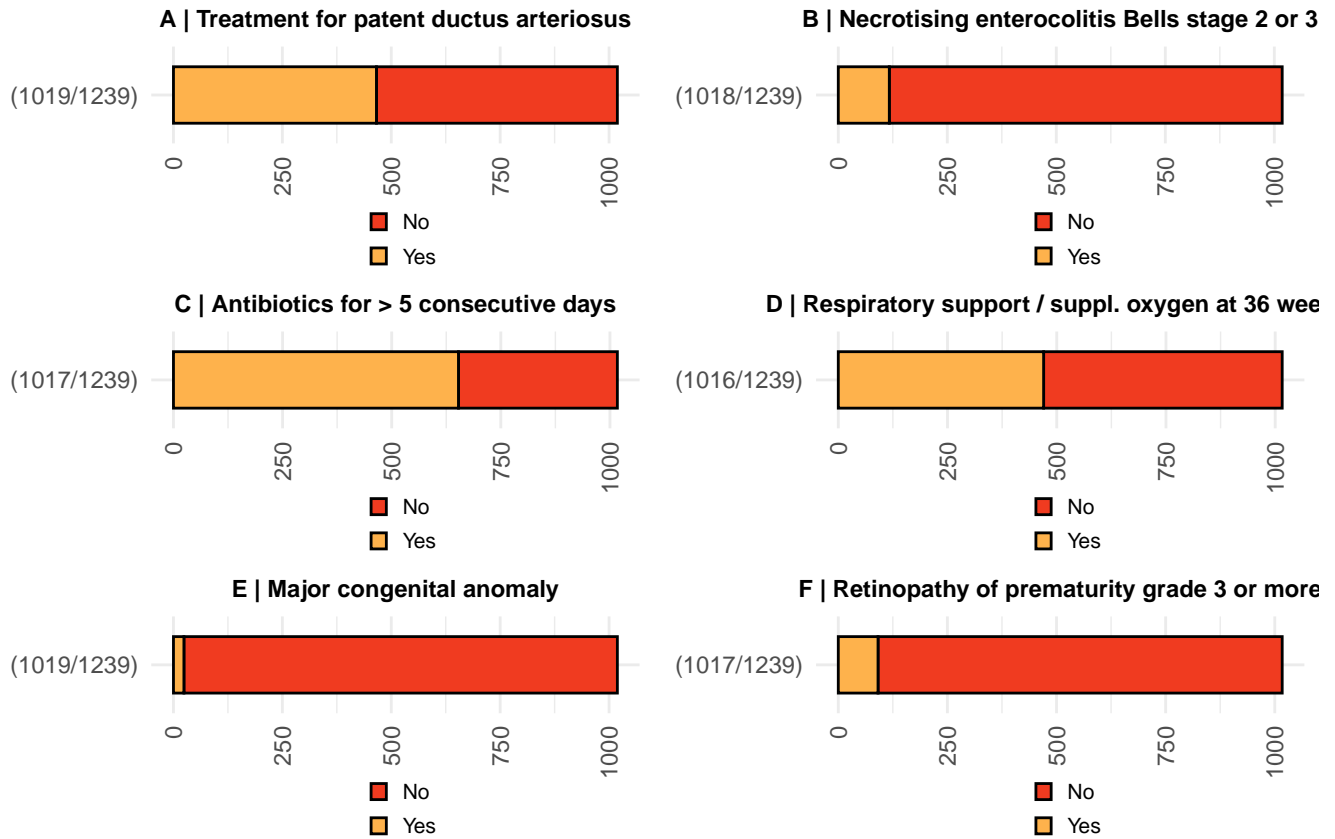 A | Treatment for patent ductus arteriosus
(1019/1239)
0 250 500 750 1000
No
Yes
B | Necrotising enterocolitis Bells stage 2 or 3
(1018/1239)
0 250 500 750 1000
No
Yes
C | Antibiotics for > 5 consecutive days
(1017/1239)
0 250 500 750 1000
No
Yes
D | Respiratory support / suppl. oxygen at 36 wee
(1016/1239)
0 250 500 750 1000
No
Yes
E | Major congenital anomaly
(1019/1239)
0 250 500 750 1000
No
Yes
F | Retinopathy of prematurity grade 3 or more
(1017/1239)
0 250 500 750 1000
No
Yes